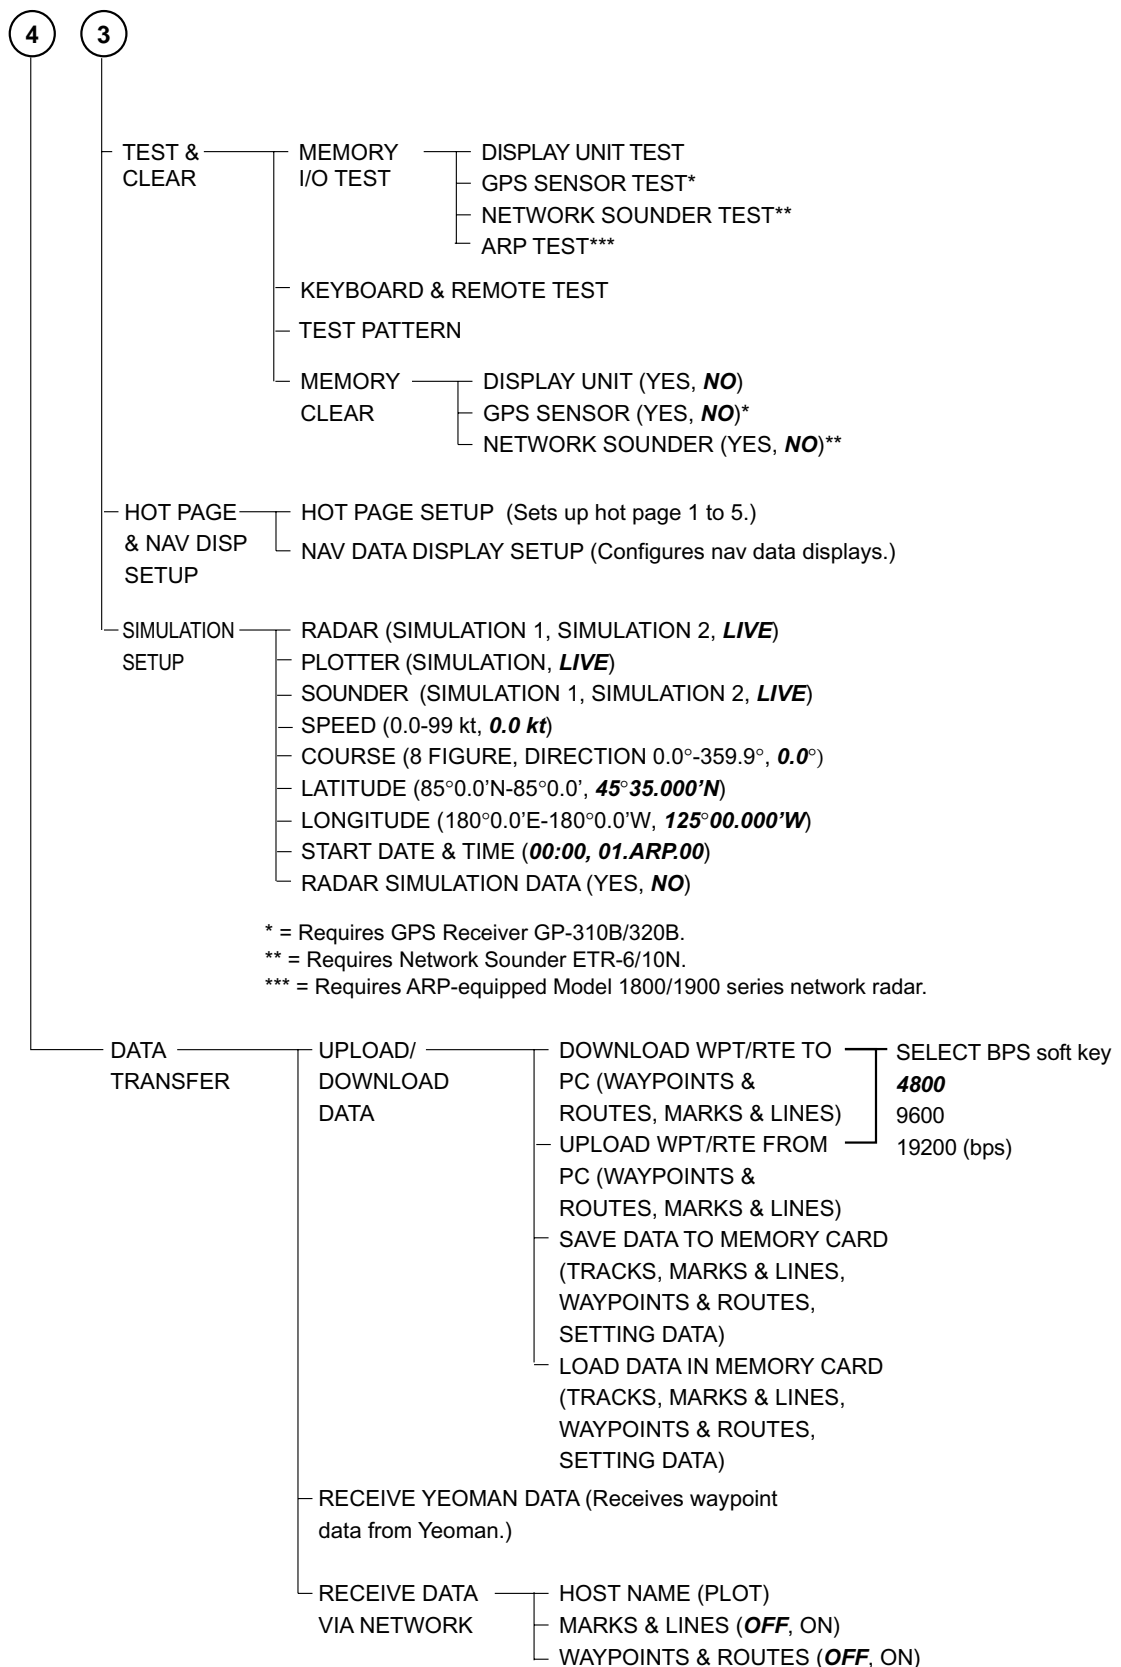 4 3
TEST & CLEAR
MEMORY I/O TEST
DISPLAY UNIT TEST
GPS SENSOR TEST*
NETWORK SOUNDER TEST**
ARP TEST***
KEYBOARD & REMOTE TEST
TEST PATTERN
MEMORY CLEAR
DISPLAY UNIT (YES, NO)
GPS SENSOR (YES, NO)*
NETWORK SOUNDER (YES, NO)**
HOT PAGE
& NAV DISP
SETUP
HOT PAGE SETUP (Sets up hot page 1 to 5.)
NAV DATA DISPLAY SETUP (Configures nav data displays.)
SIMULATION
SETUP
RADAR (SIMULATION 1, SIMULATION 2, LIVE)
PLOTTER (SIMULATION, LIVE)
SOUNDER (SIMULATION 1, SIMULATION 2, LIVE)
SPEED (0.0-99 kt, 0.0 kt)
COURSE (8 FIGURE, DIRECTION 0.0°-359.9°, 0.0°)
LATITUDE (85°0.0’N-85°0.0’, 45°35.000’N)
LONGITUDE (180°0.0’E-180°0.0’W, 125°00.000’W)
START DATE & TIME (00:00, 01.ARP.00)
RADAR SIMULATION DATA (YES, NO)
* = Requires GPS Receiver GP-310B/320B.
** = Requires Network Sounder ETR-6/10N.
*** = Requires ARP-equipped Model 1800/1900 series network radar.
DATA
TRANSFER
UPLOAD/
DOWNLOAD
DATA
DOWNLOAD WPT/RTE TO
PC (WAYPOINTS &
ROUTES, MARKS & LINES)
UPLOAD WPT/RTE FROM
PC (WAYPOINTS &
ROUTES, MARKS & LINES)
SELECT BPS soft key
4800
9600
19200 (bps)
SAVE DATA TO MEMORY CARD
(TRACKS, MARKS & LINES,
WAYPOINTS & ROUTES,
SETTING DATA)
LOAD DATA IN MEMORY CARD
(TRACKS, MARKS & LINES,
WAYPOINTS & ROUTES,
SETTING DATA)
RECEIVE YEOMAN DATA (Receives waypoint
data from Yeoman.)
RECEIVE DATA
VIA NETWORK
HOST NAME (PLOT)
MARKS & LINES (OFF, ON)
WAYPOINTS & ROUTES (OFF, ON)